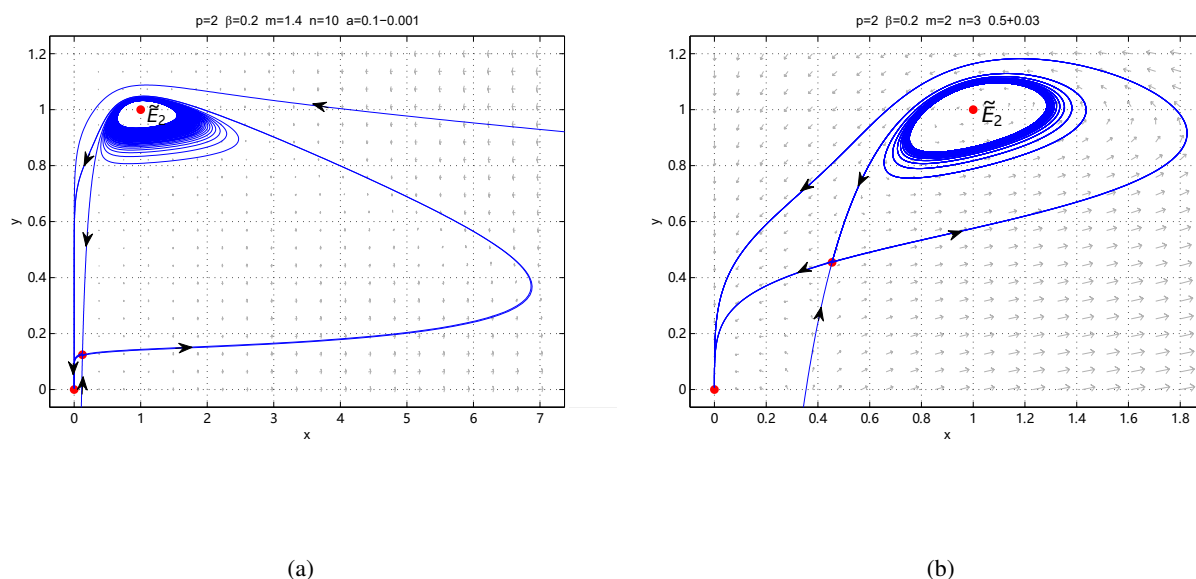 p=2 β=0.2 m=1.4 n=10 a=0.1−0.001
1.2
1
0.8
0.6
0.4
0.2
0
y
Ẽ₂
0 1 2 3 4 5 6 7
x
(a)
p=2 β=0.2 m=2 n=3 0.5+0.03
1.2
1
0.8
0.6
0.4
0.2
0
y
Ẽ₂
0 0.2 0.4 0.6 0.8 1 1.2 1.4 1.6 1.8
x
(b)